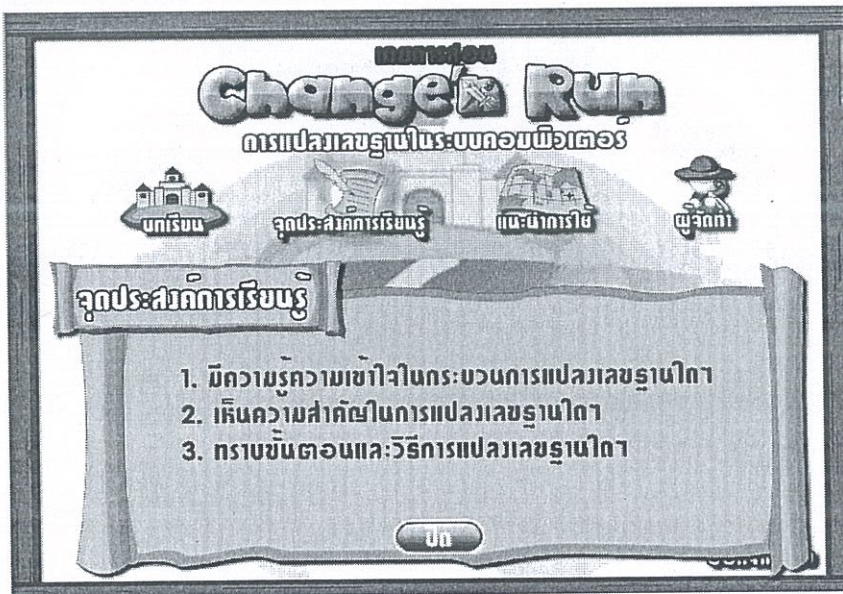 เกมการสอน
Change'n Run
การแปลงเลขฐานในระบบคอมพิวเตอร์
บทเรียน
จุดประสงค์การเรียนรู้
แนะนำการใช้
ผู้จัดทำ
จุดประสงค์การเรียนรู้
1. มีความรู้ความเข้าใจในกระบวนการแปลงเลขฐานใดๆ
2. เห็นความสำคัญในการแปลงเลขฐานใดๆ
3. ทราบขั้นตอนและวิธีการแปลงเลขฐานใดๆ
ปิด